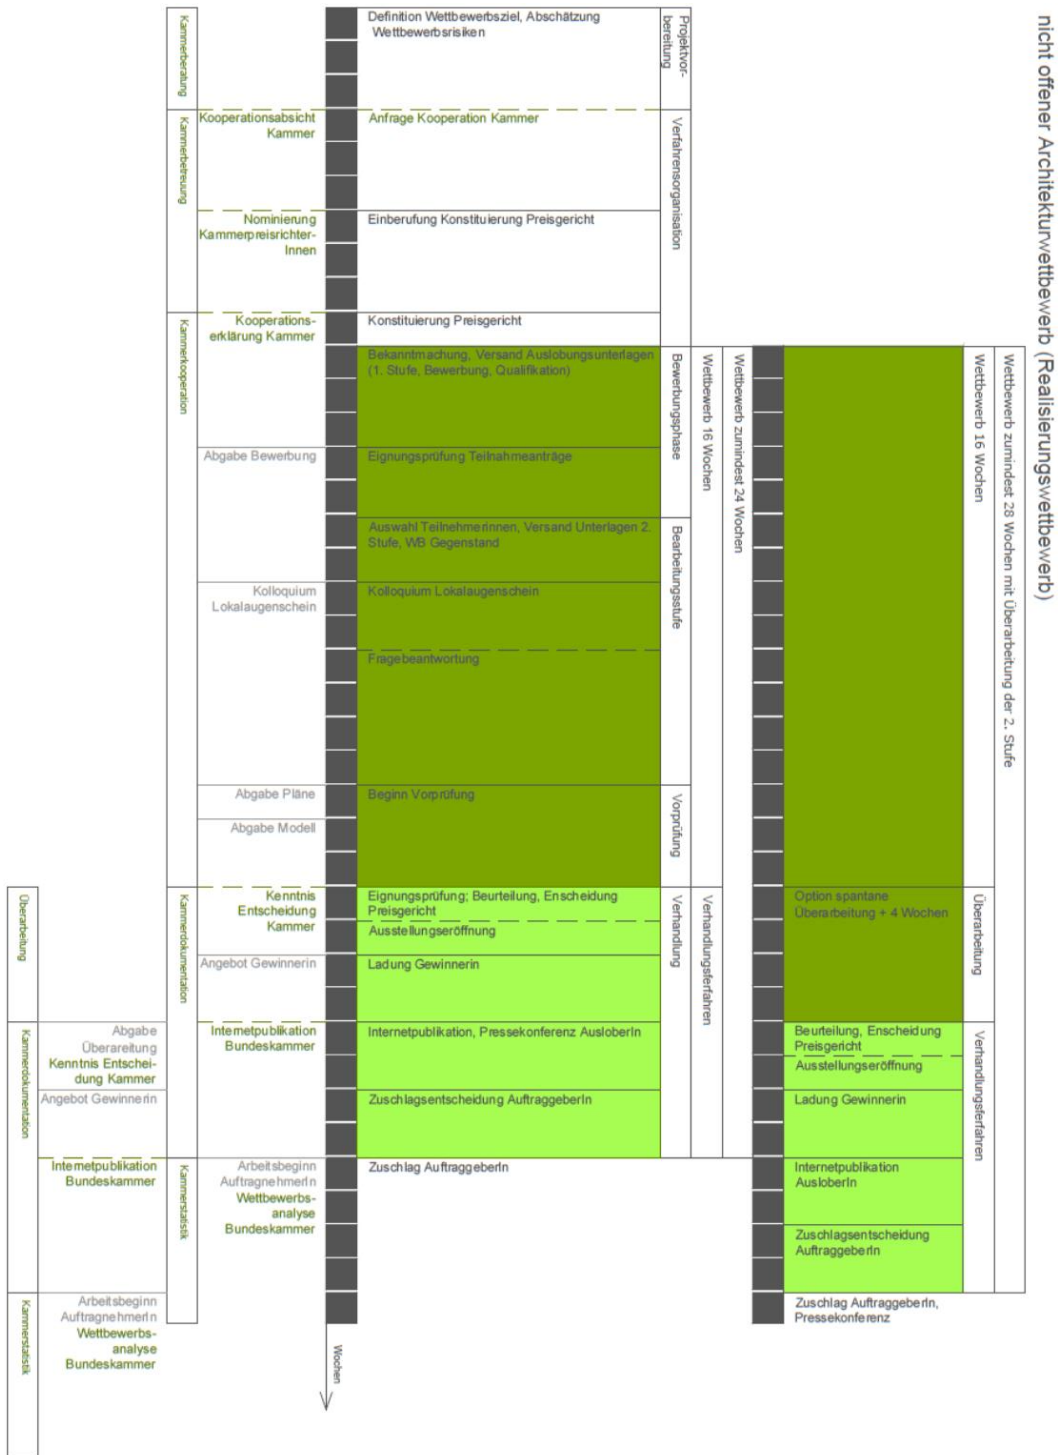 nicht offener Architekturwettbewerb (Realisierungswettbewerb)
Kammerberatung
Kammerbetreuung
Kammerkooperation
Kammerdokumentation
Kammerstatistik
Überarbeitung
Kammerdokumentation
Kammerstatistik
Kooperationsabsicht
Kammer
Nominierung
Kammerpreisrichter-
Innen
Kooperations-
erklärung Kammer
Abgabe Bewerbung
Kolloquium
Lokalaugenschein
Abgabe Pläne
Abgabe Modell
Kenntnis
Entscheidung
Kammer
Angebot Gewinnerin
Internetpublikation
Bundeskammer
Arbeitsbeginn
AuftragnehmerIn
Wettbewerbs-
analyse
Bundeskammer
Abgabe
Überareitung
Kenntnis Entschei-
dung Kammer
Angebot Gewinnerin
Internetpublikation
Bundeskammer
Arbeitsbeginn
AuftragnehmerIn
Wettbewerbs-
analyse
Bundeskammer
Wochen
Definition Wettbewerbsziel, Abschätzung
Wettbewerbsrisiken
Anfrage Kooperation Kammer
Einberufung Konstituierung Preisgericht
Konstituierung Preisgericht
Bekanntmachung, Versand Auslobungsunterlagen
(1. Stufe, Bewerbung, Qualifikation)
Eignungsprüfung Teilnahmeanträge
Auswahl Teilnehmerinnen, Versand Unterlagen 2.
Stufe, WB Gegenstand
Kolloquium Lokalaugenschein
Fragebeantwortung
Beginn Vorprüfung
Eignungsprüfung; Beurteilung, Enscheidung
Preisgericht
Ausstellungseröffnung
Ladung Gewinnerin
Internetpublikation, Pressekonferenz AusloberIn
Zuschlagsentscheidung AuftraggeberIn
Zuschlag AuftraggeberIn
Projektvor-
bereitung
Verfahrensorganisation
Bewerbungsphase
Bearbeitungsstufe
Vorprüfung
Verhandlung
Wettbewerb 16 Wochen
Verhandlungsferfahren
Wettbewerb zumindest 24 Wochen
Option spantane
Überarbeitung + 4 Wochen
Beurteilung, Enscheidung
Preisgericht
Ausstellungseröffnung
Ladung Gewinnerin
Internetpublikation
AusloberIn
Zuschlagsentscheidung
AuftraggeberIn
Zuschlag AuftraggeberIn,
Pressekonferenz
Wettbewerb 16 Wochen
Überarbeitung
Verhandlungsferfahren
Wettbewerb zumindest 28 Wochen mit Überarbeitung der 2. Stufe